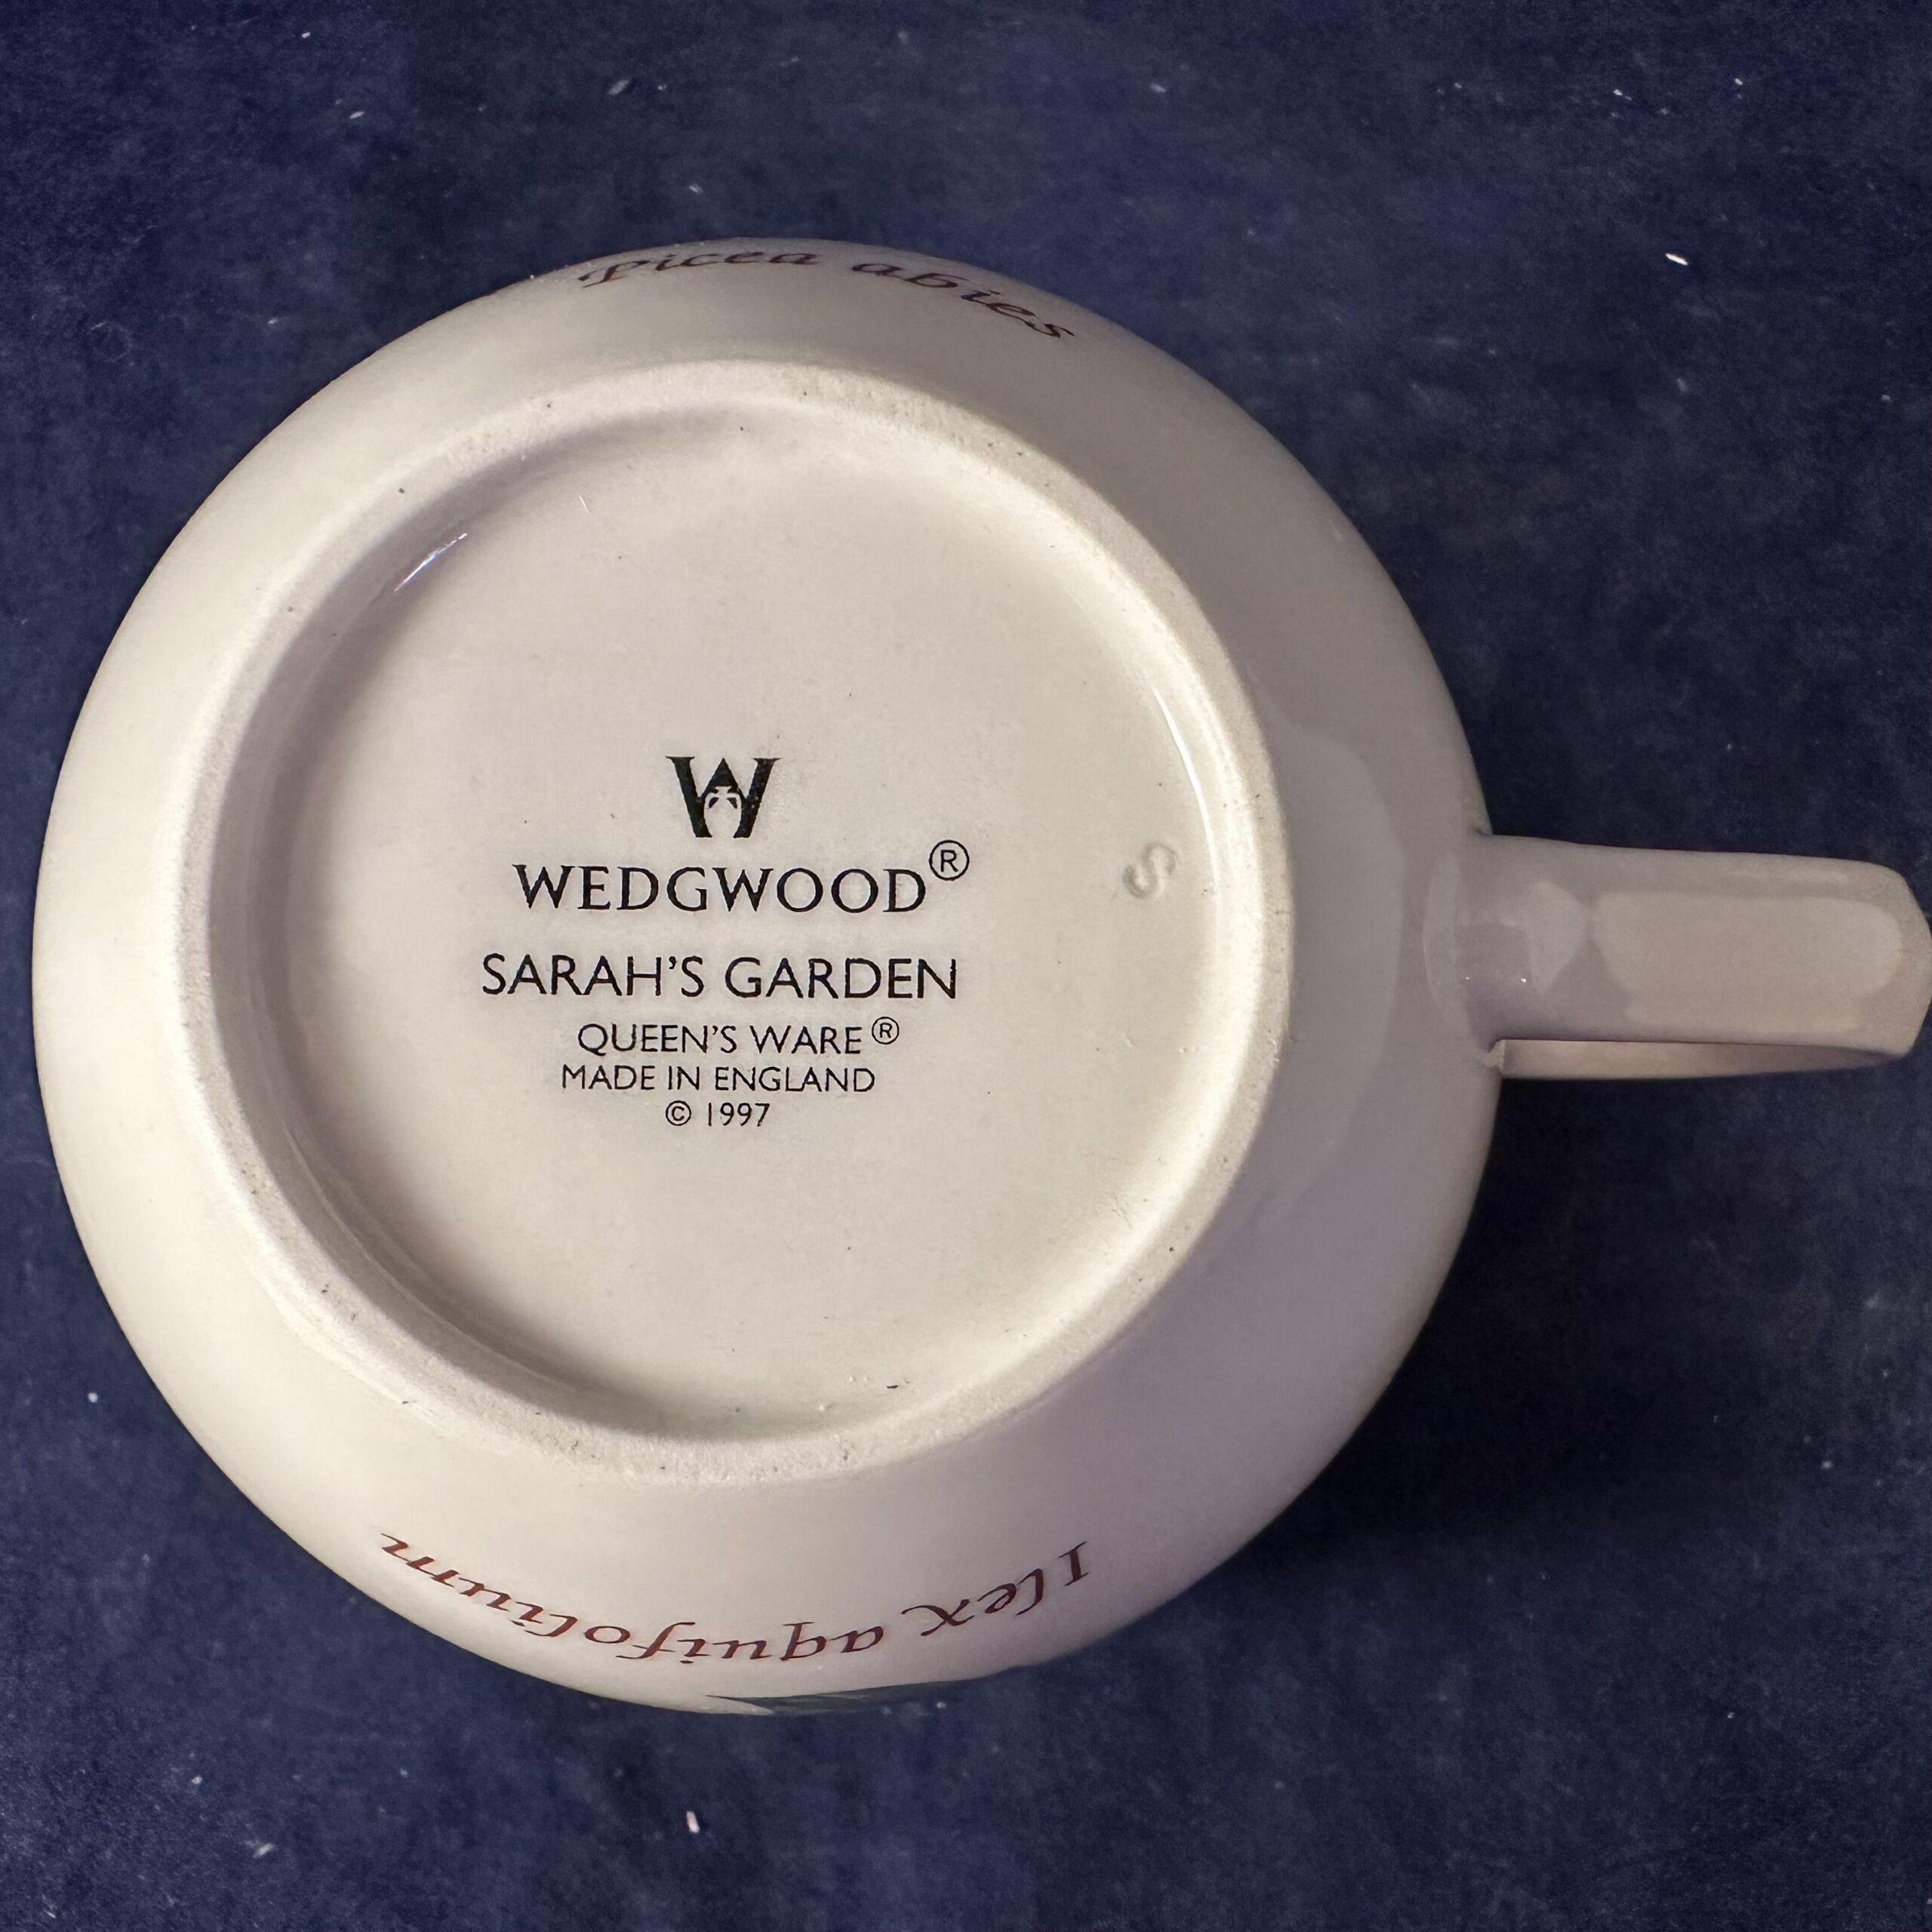 Picea abies
W
WEDGWOOD®
SARAH'S GARDEN
QUEEN'S WARE®
MADE IN ENGLAND
© 1997
S
Ilex aquifolium